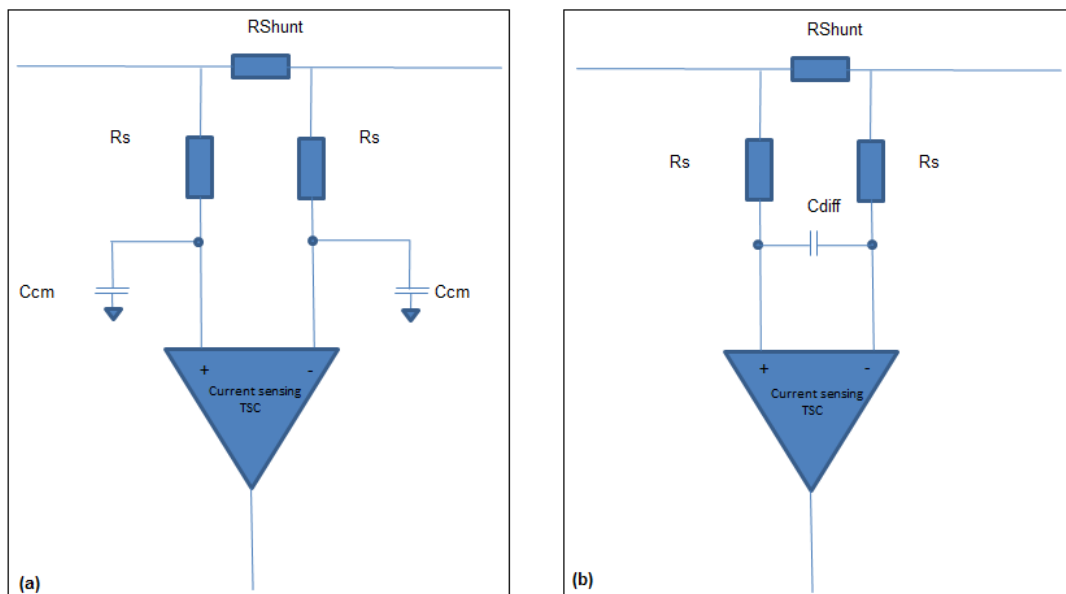 RShunt
Rs
Rs
Ccm
Ccm
+
-
Current sensing
TSC
(a)
RShunt
Rs
Rs
Cdiff
+
-
Current sensing
TSC
(b)